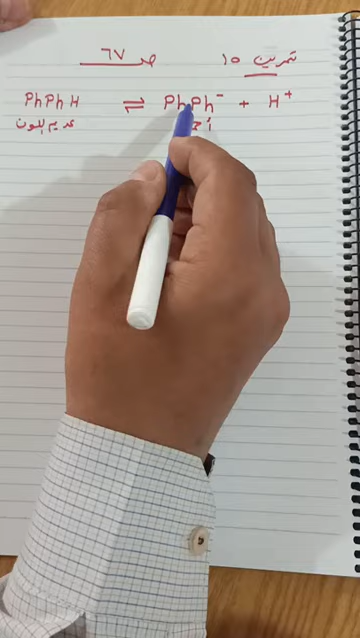 تمرين ١٥ ص ٦٧
PhPhH ⇌ PhPh⁻ + H⁺
عديم اللون